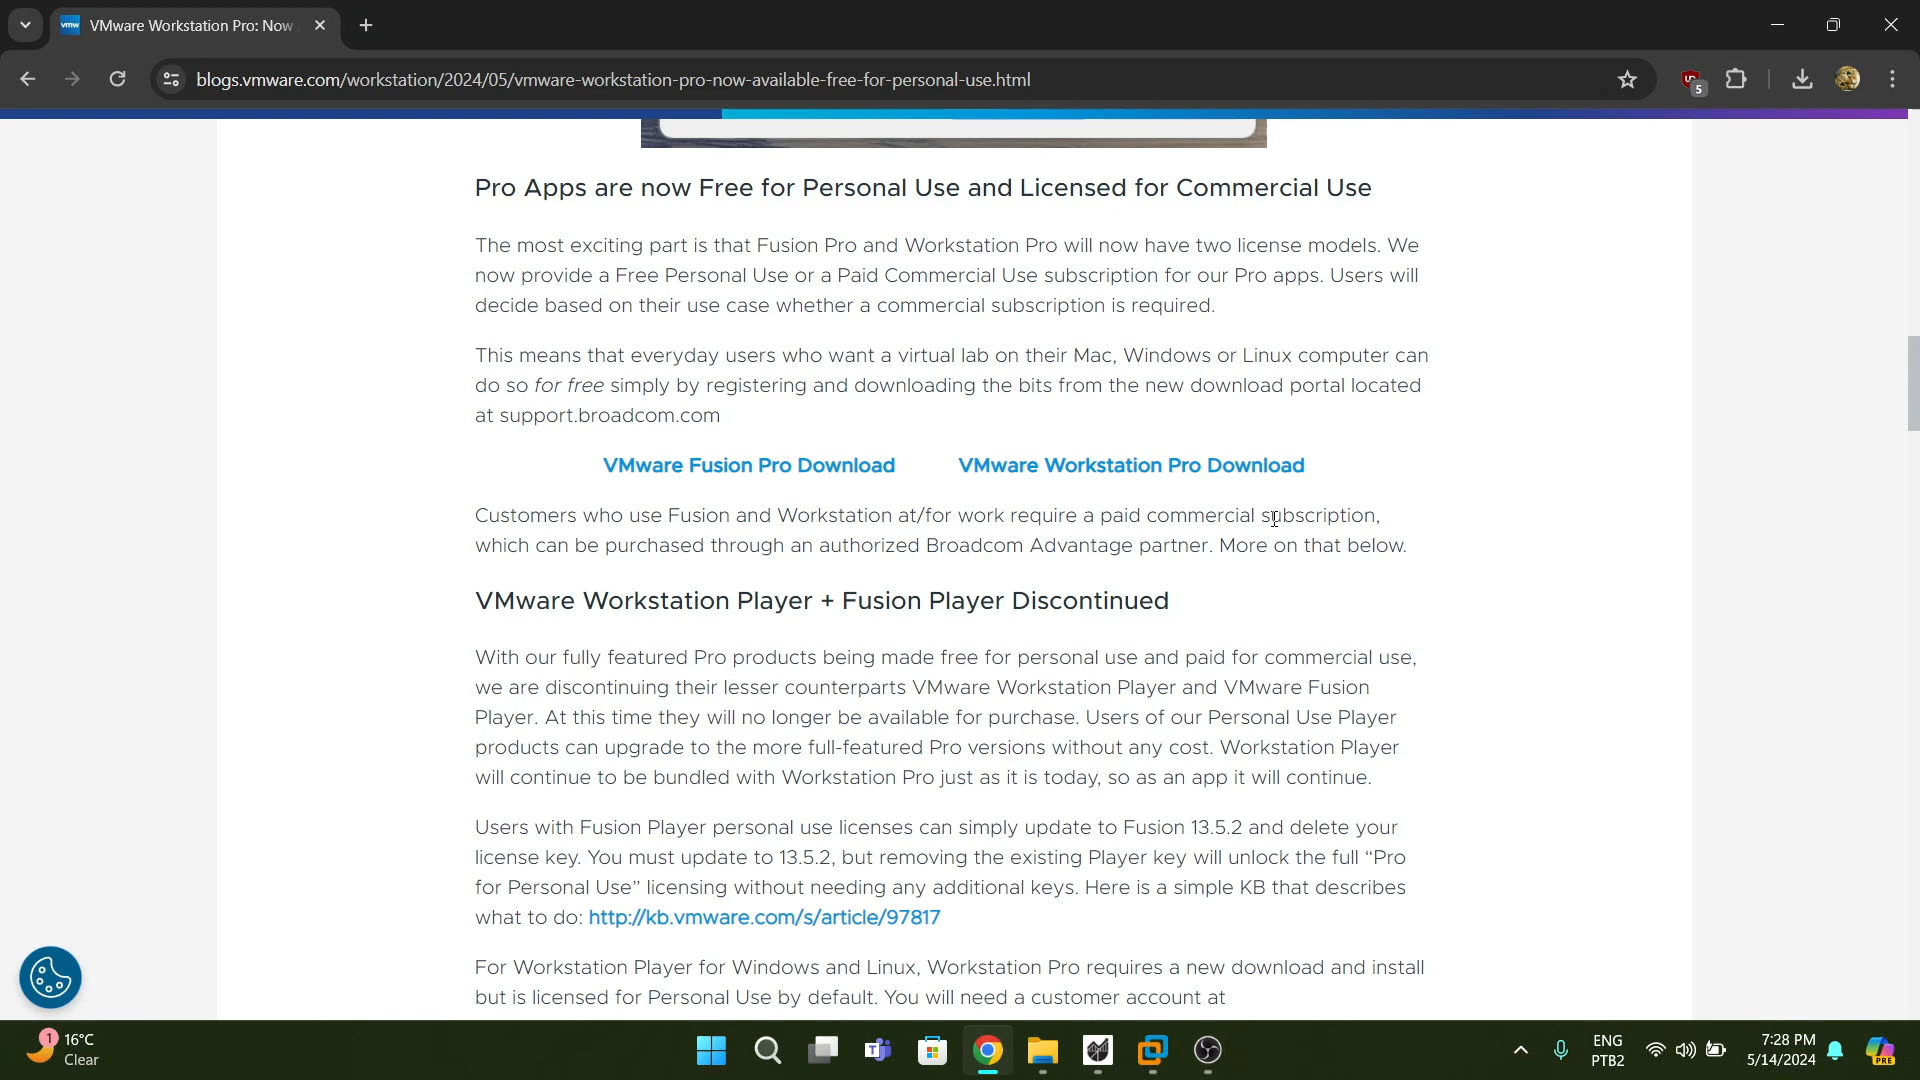 VMware Workstation Pro: Now
blogs.vmware.com/workstation/2024/05/vmware-workstation-pro-now-available-free-for-personal-use.html
5
Pro Apps are now Free for Personal Use and Licensed for Commercial Use
The most exciting part is that Fusion Pro and Workstation Pro will now have two license models. We
now provide a Free Personal Use or a Paid Commercial Use subscription for our Pro apps. Users will
decide based on their use case whether a commercial subscription is required.
This means that everyday users who want a virtual lab on their Mac, Windows or Linux computer can
do so for free simply by registering and downloading the bits from the new download portal located
at support.broadcom.com
VMware Fusion Pro Download VMware Workstation Pro Download
Customers who use Fusion and Workstation at/for work require a paid commercial subscription,
which can be purchased through an authorized Broadcom Advantage partner. More on that below.
VMware Workstation Player + Fusion Player Discontinued
With our fully featured Pro products being made free for personal use and paid for commercial use,
we are discontinuing their lesser counterparts VMware Workstation Player and VMware Fusion
Player. At this time they will no longer be available for purchase. Users of our Personal Use Player
products can upgrade to the more full-featured Pro versions without any cost. Workstation Player
will continue to be bundled with Workstation Pro just as it is today, so as an app it will continue.
Users with Fusion Player personal use licenses can simply update to Fusion 13.5.2 and delete your
license key. You must update to 13.5.2, but removing the existing Player key will unlock the full “Pro
for Personal Use” licensing without needing any additional keys. Here is a simple KB that describes
what to do: http://kb.vmware.com/s/article/97817
For Workstation Player for Windows and Linux, Workstation Pro requires a new download and install
but is licensed for Personal Use by default. You will need a customer account at
1
16°C
Clear
ENG
PTB2
7:28 PM
5/14/2024
PRE